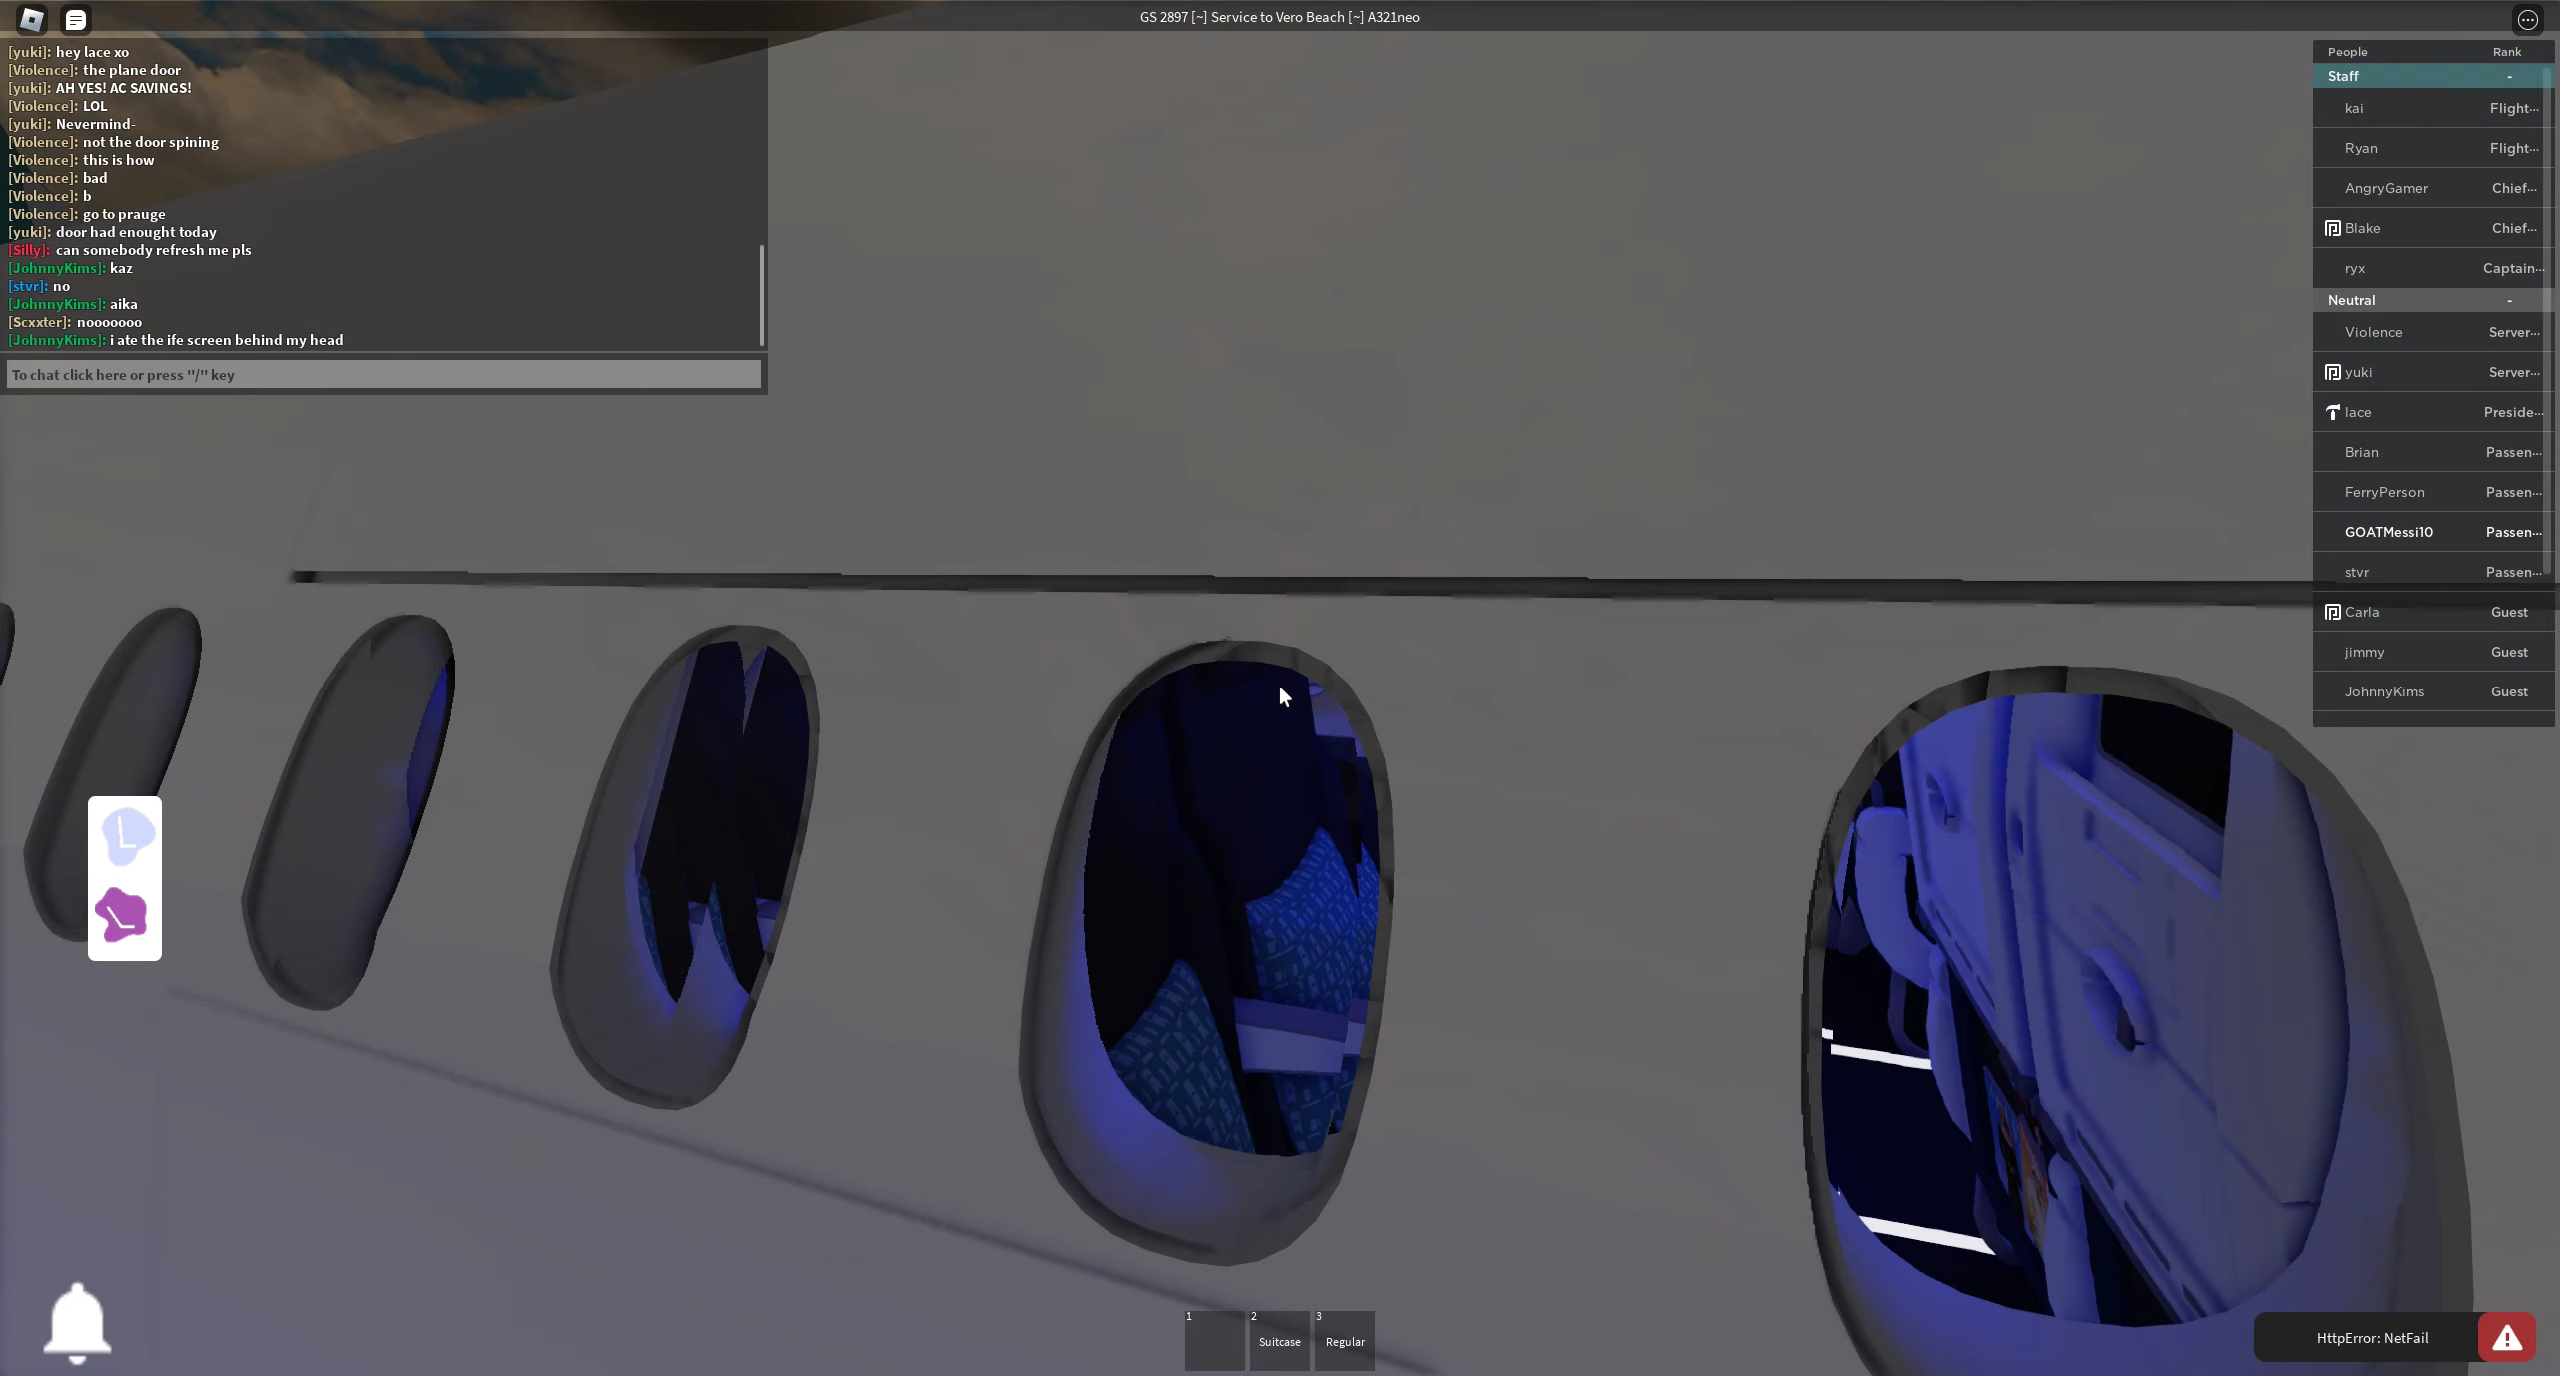 GS 2897 [~] Service to Vero Beach [~] A321neo
[yuki]: hey lace xo
[Violence]: the plane door
[yuki]: AH YES! AC SAVINGS!
[Violence]: LOL
[yuki]: Nevermind-
[Violence]: not the door spining
[Violence]: this is how
[Violence]: bad
[Violence]: b
[Violence]: go to prauge
[yuki]: door had enought today
[Silly]: can somebody refresh me pls
[JohnnyKims]: kaz
[stvr]: no
[JohnnyKims]: aika
[Scxxter]: nooooooo
[JohnnyKims]: i ate the ife screen behind my head
To chat click here or press "/" key
People Rank
Staff -
kai Flight...
Ryan Flight...
AngryGamer Chief...
Blake Chief...
ryx Captain...
Neutral -
Violence Server...
yuki Server...
lace Preside...
Brian Passen...
FerryPerson Passen...
GOATMessi10 Passen...
stvr Passen...
Carla Guest
jimmy Guest
JohnnyKims Guest
1
2 Suitcase
3 Regular
HttpError: NetFail